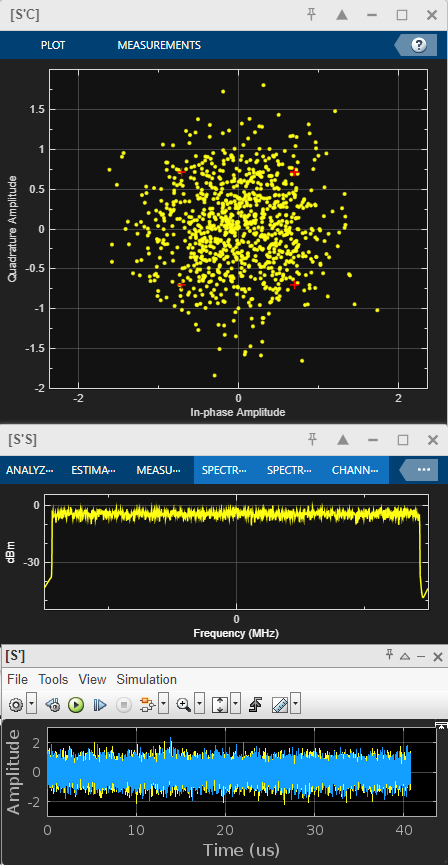 [S'C]
PLOT MEASUREMENTS ?
1.5
1
0.5
0
-0.5
-1
-1.5
-2
Quadrature Amplitude
-2 0 2
In-phase Amplitude
[S'S]
ANALYZ... ESTIMA... MEASU... SPECTR... SPECTR... CHANN... ...
0
-30
dBm
0
Frequency (MHz)
[S']
File Tools View Simulation
2
0
-2
Amplitude
0 10 20 30 40
Time (us)